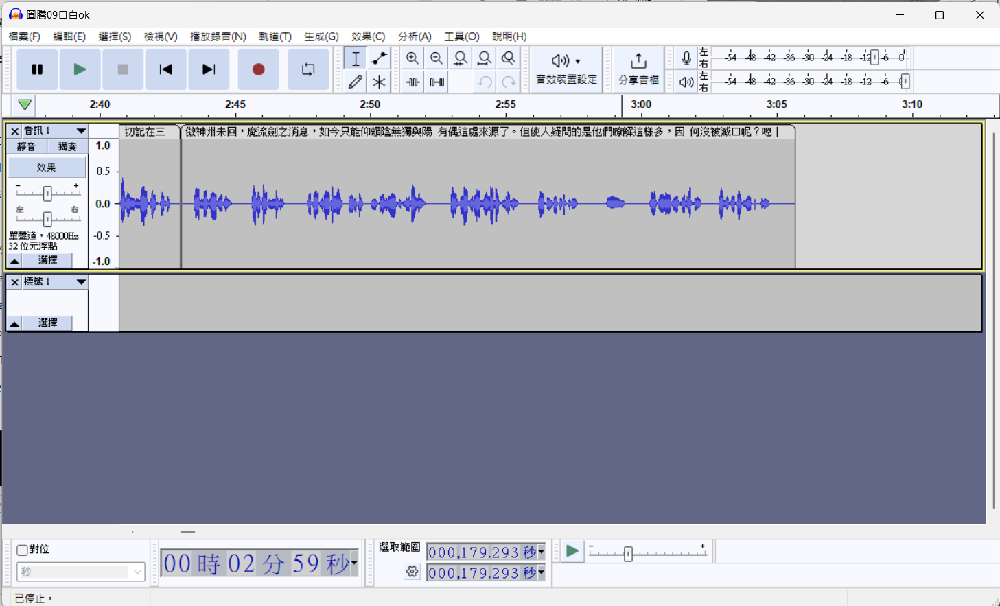 圖騰09口白ok
檔案(F) 編輯(E) 選擇(S) 檢視(V) 播放錄音(N) 軌道(T) 生成(G) 效果(C) 分析(A) 工具(O) 說明(H)
音效裝置設定
分享音檔
左 -54 -48 -42 -36 -30 -24 -18 -12 -6 0
右
左 -54 -48 -42 -36 -30 -24 -18 -12 -6 0
右
2:40 2:45 2:50 2:55 3:00 3:05 3:10
音訊 1
切記在三
傲神州未回，魔流劍之消息，如今只能仰賴陰無獨與陽 有偶這處來源了。但使人疑問的是他們瞭解這樣多，因 何沒被滅口呢？嗯 |
靜音 獨奏
效果
- +
左 右
單聲道，48000Hz
32 位元浮點
選擇
1.0
0.5
0.0
-0.5
-1.0
標籤 1
選擇
對位
秒
00 時 02 分 59 秒
選取範圍
000,179.293 秒
000,179.293 秒
- +
已停止。